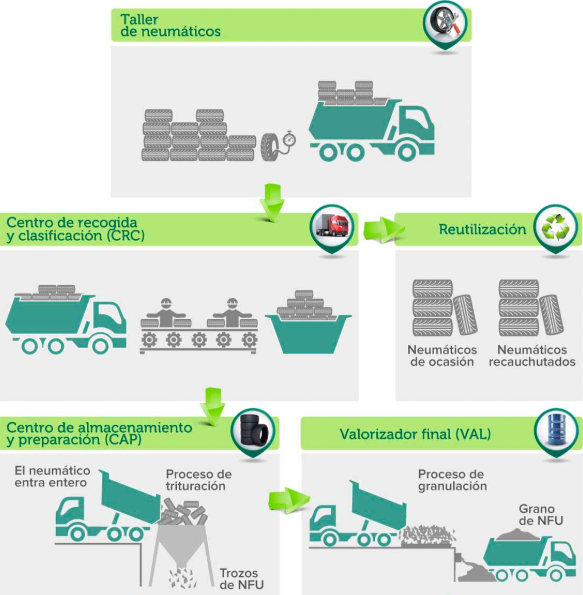 Taller
de neumáticos
Centro de recogida
y clasificación (CRC)
Reutilización
Neumáticos
de ocasión
Neumáticos
recauchutados
Centro de almacenamiento
y preparación (CAP)
Valorizador final (VAL)
El neumático
entra entero
Proceso de
trituración
Trozos
de NFU
Proceso de
granulación
Grano
de NFU